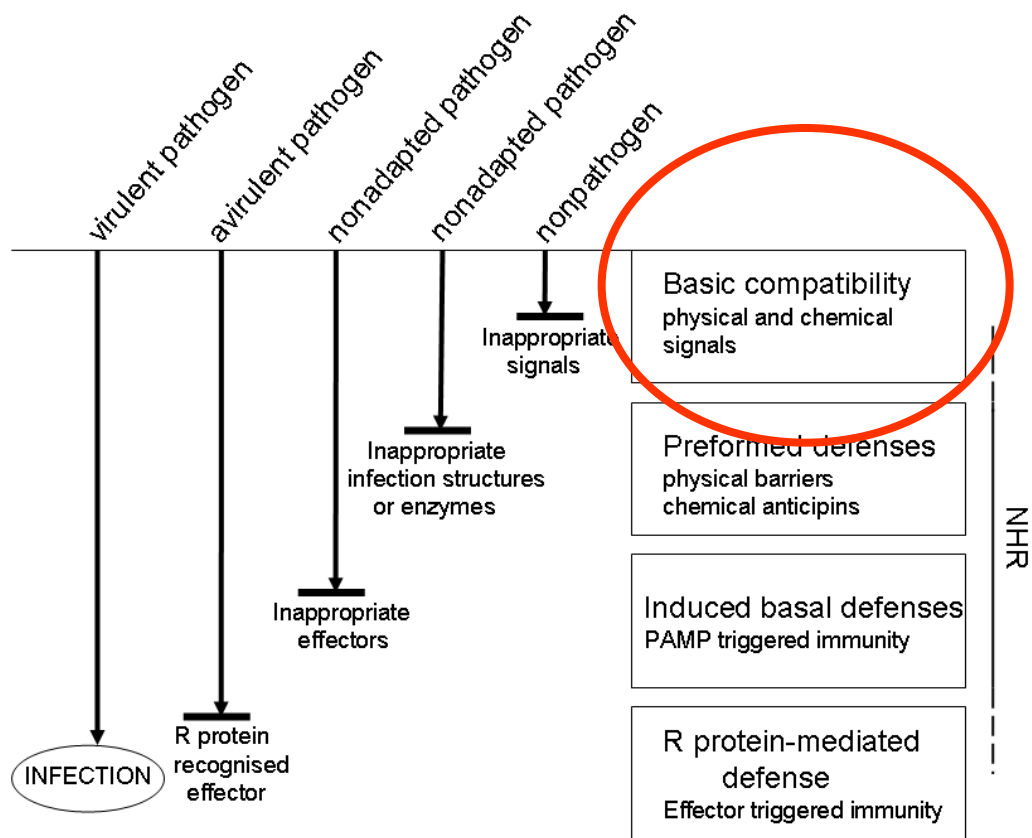 virulent pathogen
avirulent pathogen
nonadapted pathogen
nonadapted pathogen
nonpathogen
Basic compatibility
physical and chemical
signals
Inappropriate
signals
Preformed defenses
physical barriers
chemical anticipins
Inappropriate
infection structures
or enzymes
NHR
Induced basal defenses
PAMP triggered immunity
Inappropriate
effectors
R protein-mediated
defense
Effector triggered immunity
R protein
recognised
effector
INFECTION